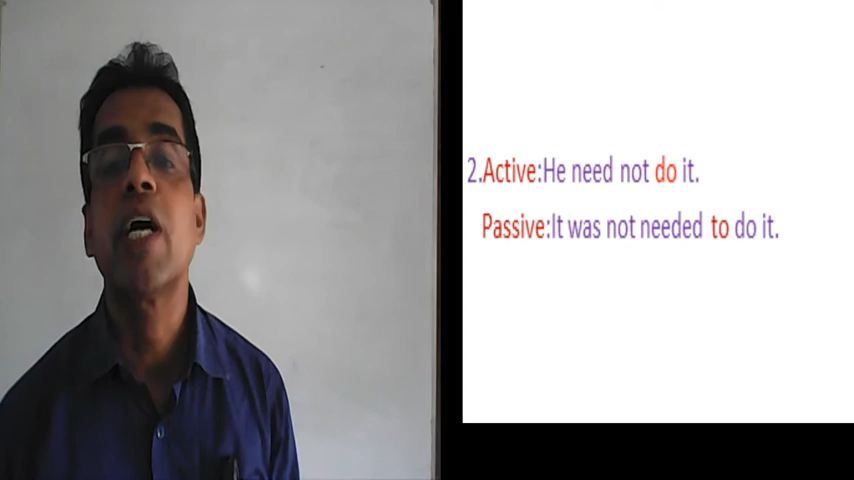 2.Active:He need not do it.
Passive:It was not needed to do it.